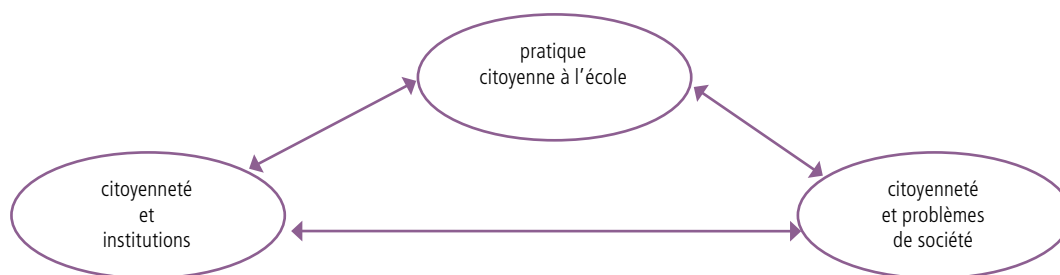 pratique
citoyenne à l'école
citoyenneté
et
institutions
citoyenneté
et problèmes
de société